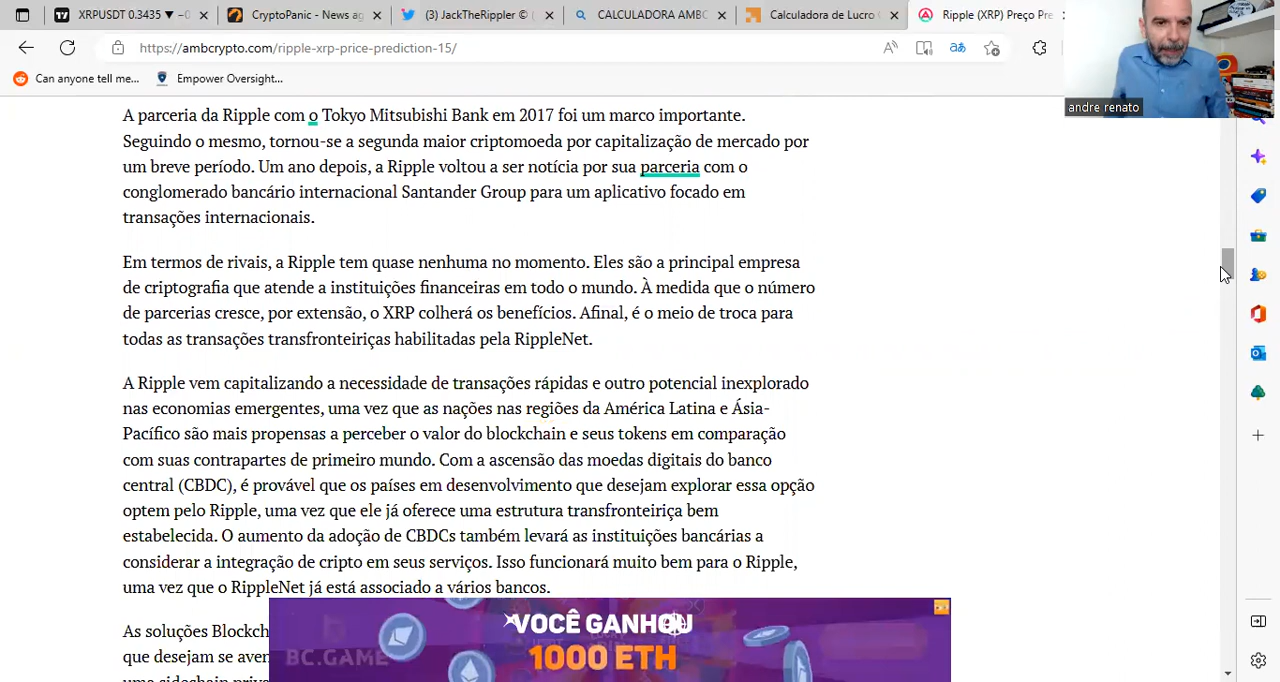 XRPUSDT 0.3435 ▼ −0
CryptoPanic - News ag
(3) JackTheRippler © (
CALCULADORA AMBC
Calculadora de Lucro
Ripple (XRP) Preço Pre
https://ambcrypto.com/ripple-xrp-price-prediction-15/
Can anyone tell me...
Empower Oversight...
andre renato
A parceria da Ripple com o Tokyo Mitsubishi Bank em 2017 foi um marco importante.
Seguindo o mesmo, tornou-se a segunda maior criptomoeda por capitalização de mercado por
um breve período. Um ano depois, a Ripple voltou a ser notícia por sua parceria com o
conglomerado bancário internacional Santander Group para um aplicativo focado em
transações internacionais.
Em termos de rivais, a Ripple tem quase nenhuma no momento. Eles são a principal empresa
de criptografia que atende a instituições financeiras em todo o mundo. À medida que o número
de parcerias cresce, por extensão, o XRP colherá os benefícios. Afinal, é o meio de troca para
todas as transações transfronteiriças habilitadas pela RippleNet.
A Ripple vem capitalizando a necessidade de transações rápidas e outro potencial inexplorado
nas economias emergentes, uma vez que as nações nas regiões da América Latina e Ásia-
Pacífico são mais propensas a perceber o valor do blockchain e seus tokens em comparação
com suas contrapartes de primeiro mundo. Com a ascensão das moedas digitais do banco
central (CBDC), é provável que os países em desenvolvimento que desejam explorar essa opção
optem pelo Ripple, uma vez que ele já oferece uma estrutura transfronteiriça bem
estabelecida. O aumento da adoção de CBDCs também levará as instituições bancárias a
considerar a integração de cripto em seus serviços. Isso funcionará muito bem para o Ripple,
uma vez que o RippleNet já está associado a vários bancos.
As soluções Blockch
que desejam se aven
VOCÊ GANHOU
1000 ETH
BC.GAME